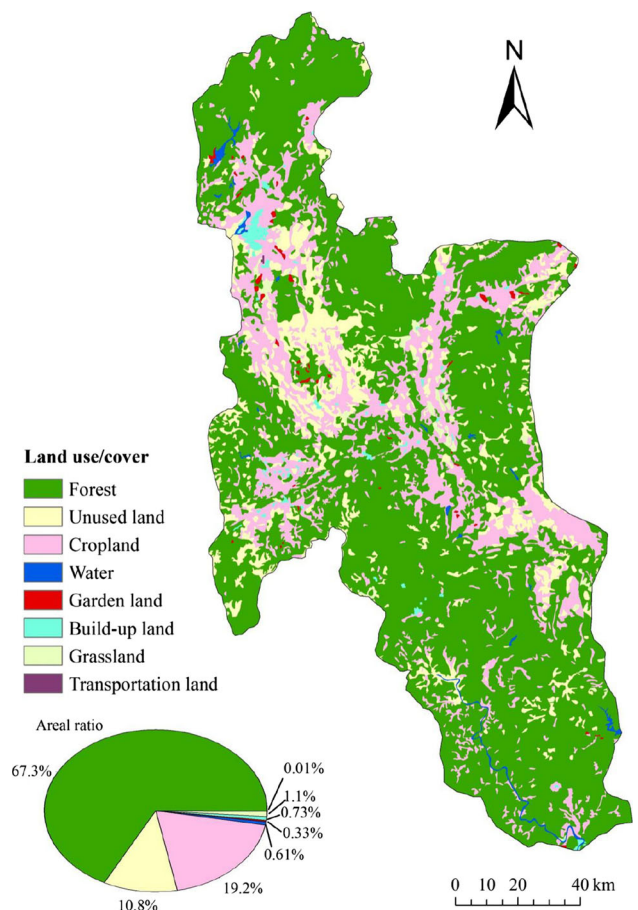 N
Land use/cover
Forest
Unused land
Cropland
Water
Garden land
Build-up land
Grassland
Transportation land
Areal ratio
67.3%
0.01%
1.1%
0.73%
0.33%
0.61%
19.2%
10.8%
0 10 20 40 km